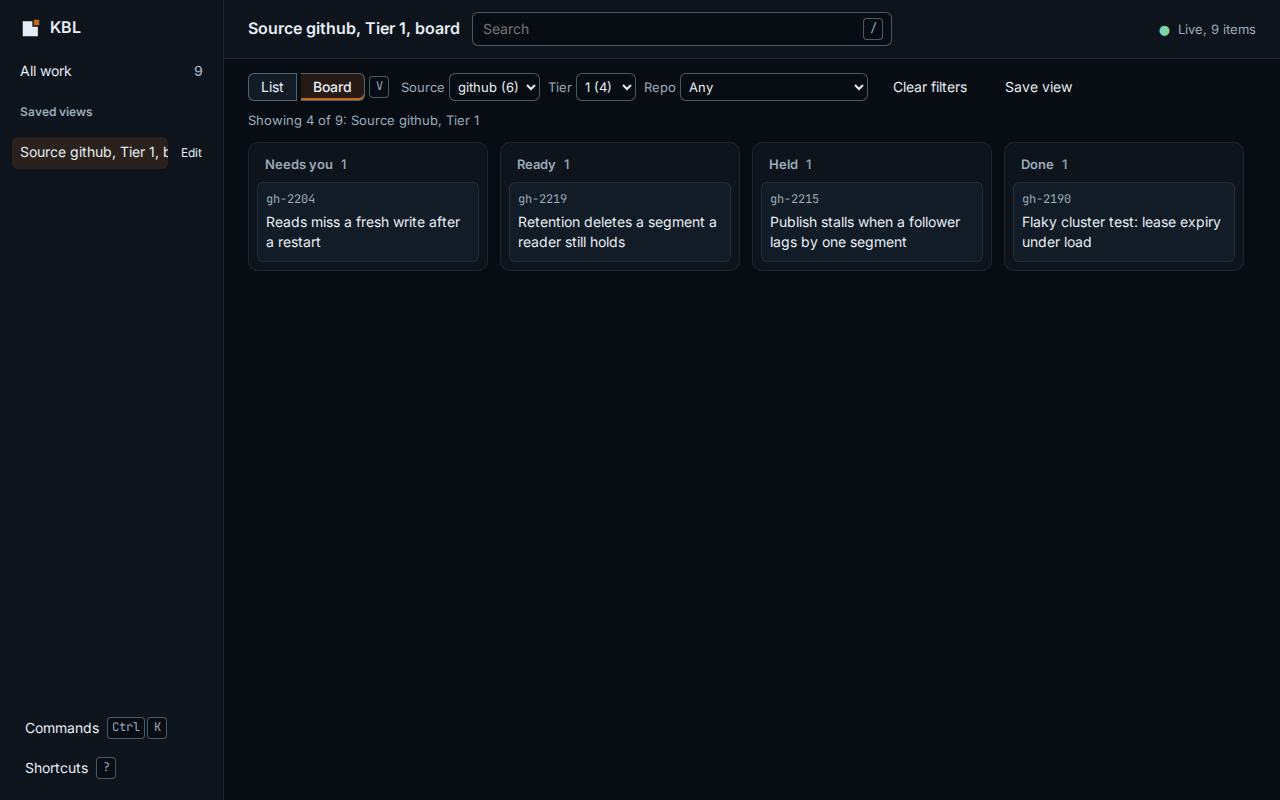 KBL
Source github, Tier 1, board
Search /
Live, 9 items
All work 9
Saved views
Source github, Tier 1, b Edit
List Board V Source github (6) Tier 1 (4) Repo Any Clear filters Save view
Showing 4 of 9: Source github, Tier 1
Needs you 1
gh-2204
Reads miss a fresh write after
a restart
Ready 1
gh-2219
Retention deletes a segment a
reader still holds
Held 1
gh-2215
Publish stalls when a follower
lags by one segment
Done 1
gh-2190
Flaky cluster test: lease expiry
under load
Commands Ctrl K
Shortcuts ?